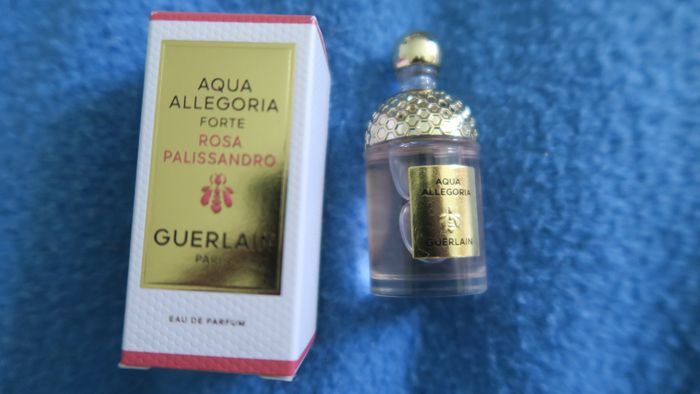 AQUA
ALLEGORIA
FORTE
ROSA
PALISSANDRO
GUERLAIN
PARIS
EAU DE PARFUM
AQUA
ALLEGORIA
GUERLAIN